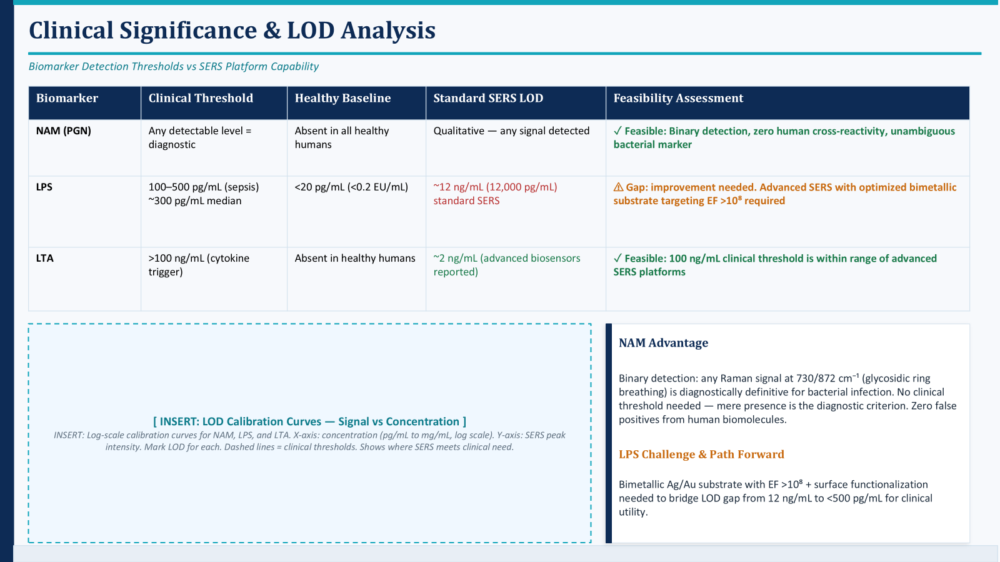 Clinical Significance & LOD Analysis
Biomarker Detection Thresholds vs SERS Platform Capability
Biomarker
Clinical Threshold
Healthy Baseline
Standard SERS LOD
Feasibility Assessment
NAM (PGN)
Any detectable level =
diagnostic
Absent in all healthy
humans
Qualitative — any signal detected
✓ Feasible: Binary detection, zero human cross-reactivity, unambiguous
bacterial marker
LPS
100–500 pg/mL (sepsis)
~300 pg/mL median
<20 pg/mL (<0.2 EU/mL)
~12 ng/mL (12,000 pg/mL)
standard SERS
⚠ Gap: improvement needed. Advanced SERS with optimized bimetallic
substrate targeting EF >10⁸ required
LTA
>100 ng/mL (cytokine
trigger)
Absent in healthy humans
~2 ng/mL (advanced biosensors
reported)
✓ Feasible: 100 ng/mL clinical threshold is within range of advanced
SERS platforms
[ INSERT: LOD Calibration Curves — Signal vs Concentration ]
INSERT: Log-scale calibration curves for NAM, LPS, and LTA. X-axis: concentration (pg/mL to mg/mL, log scale). Y-axis: SERS peak
intensity. Mark LOD for each. Dashed lines = clinical thresholds. Shows where SERS meets clinical need.
NAM Advantage
Binary detection: any Raman signal at 730/872 cm⁻¹ (glycosidic ring
breathing) is diagnostically definitive for bacterial infection. No clinical
threshold needed — mere presence is the diagnostic criterion. Zero false
positives from human biomolecules.
LPS Challenge & Path Forward
Bimetallic Ag/Au substrate with EF >10⁸ + surface functionalization
needed to bridge LOD gap from 12 ng/mL to <500 pg/mL for clinical
utility.